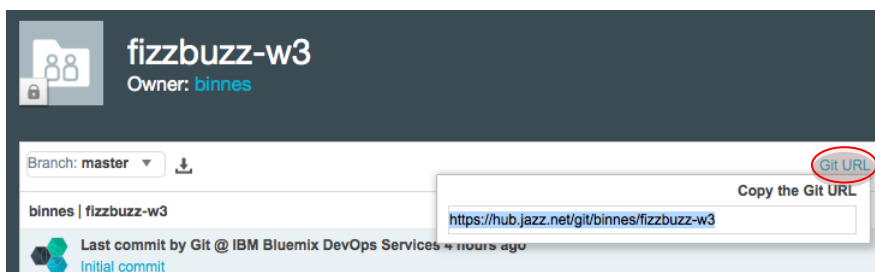 fizzbuzz-w3
Owner: binnes
Branch: master
Git URL
Copy the Git URL
https://hub.jazz.net/git/binnes/fizzbuzz-w3
binnes | fizzbuzz-w3
Last commit by Git @ IBM Bluemix DevOps Services 4 hours ago
Initial commit